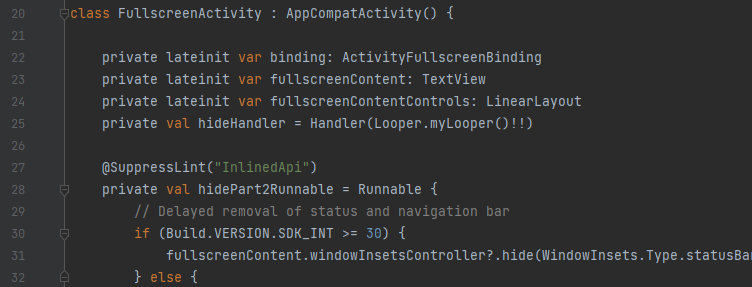 20 class FullscreenActivity : AppCompatActivity() {
21
22 private lateinit var binding: ActivityFullscreenBinding
23 private lateinit var fullscreenContent: TextView
24 private lateinit var fullscreenContentControls: LinearLayout
25 private val hideHandler = Handler(Looper.myLooper()!!)
26
27 @SuppressLint("InlinedApi")
28 private val hidePart2Runnable = Runnable {
29 // Delayed removal of status and navigation bar
30 if (Build.VERSION.SDK_INT >= 30) {
31 fullscreenContent.windowInsetsController?.hide(WindowInsets.Type.statusBa
32 } else {